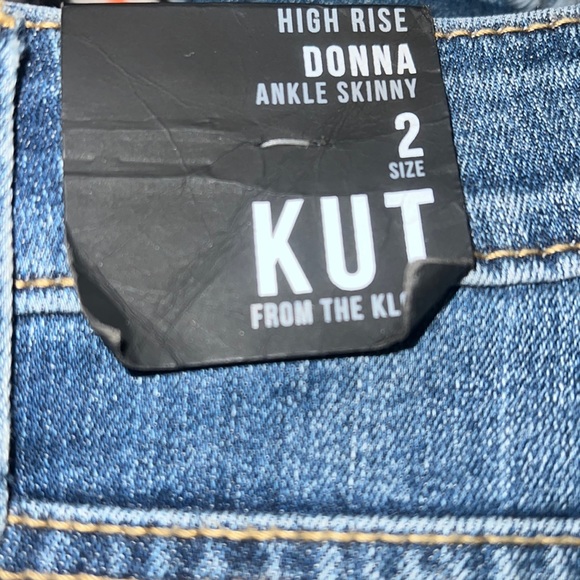 HIGH RISE
DONNA
ANKLE SKINNY
2
SIZE
KUT
FROM THE